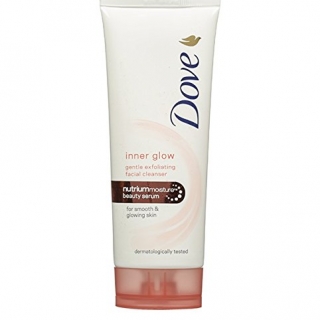 Dove
inner glow
gentle exfoliating
facial cleanser
nutriummoisture
beauty serum
for smooth &
glowing skin
dermatologically tested